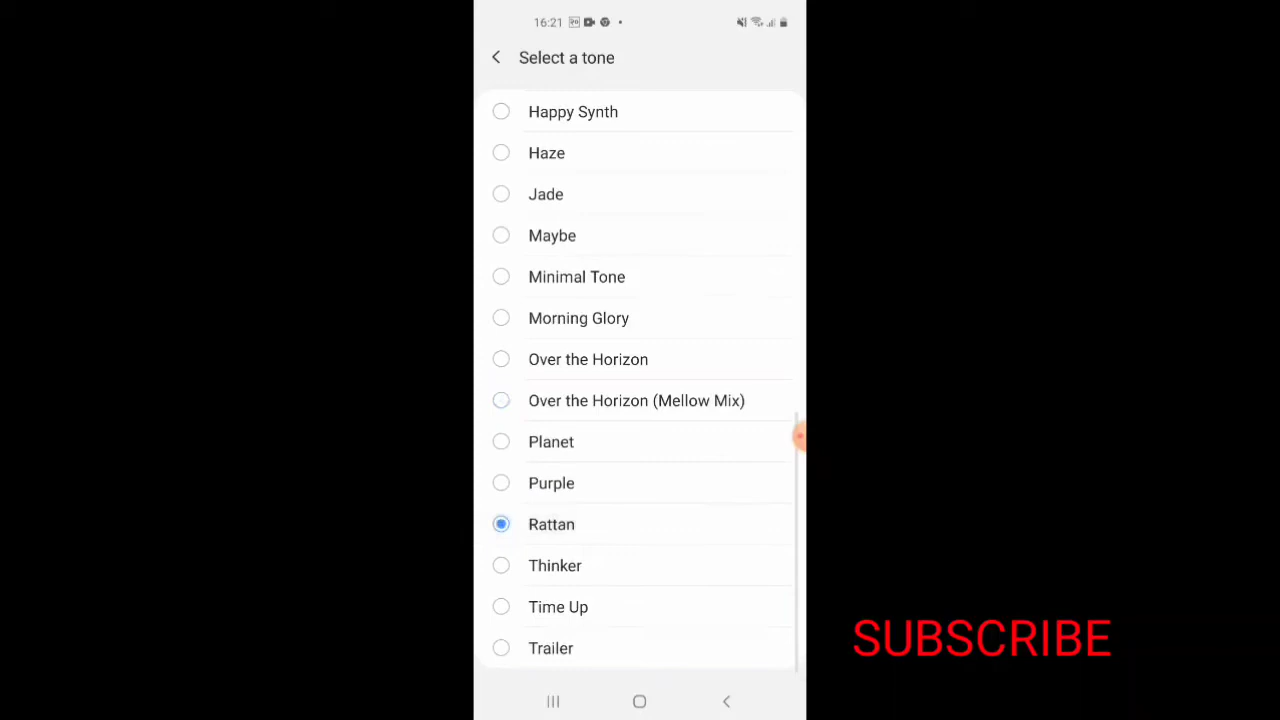 16:21
Select a tone
Happy Synth
Haze
Jade
Maybe
Minimal Tone
Morning Glory
Over the Horizon
Over the Horizon (Mellow Mix)
Planet
Purple
Rattan
Thinker
Time Up
Trailer
SUBSCRIBE